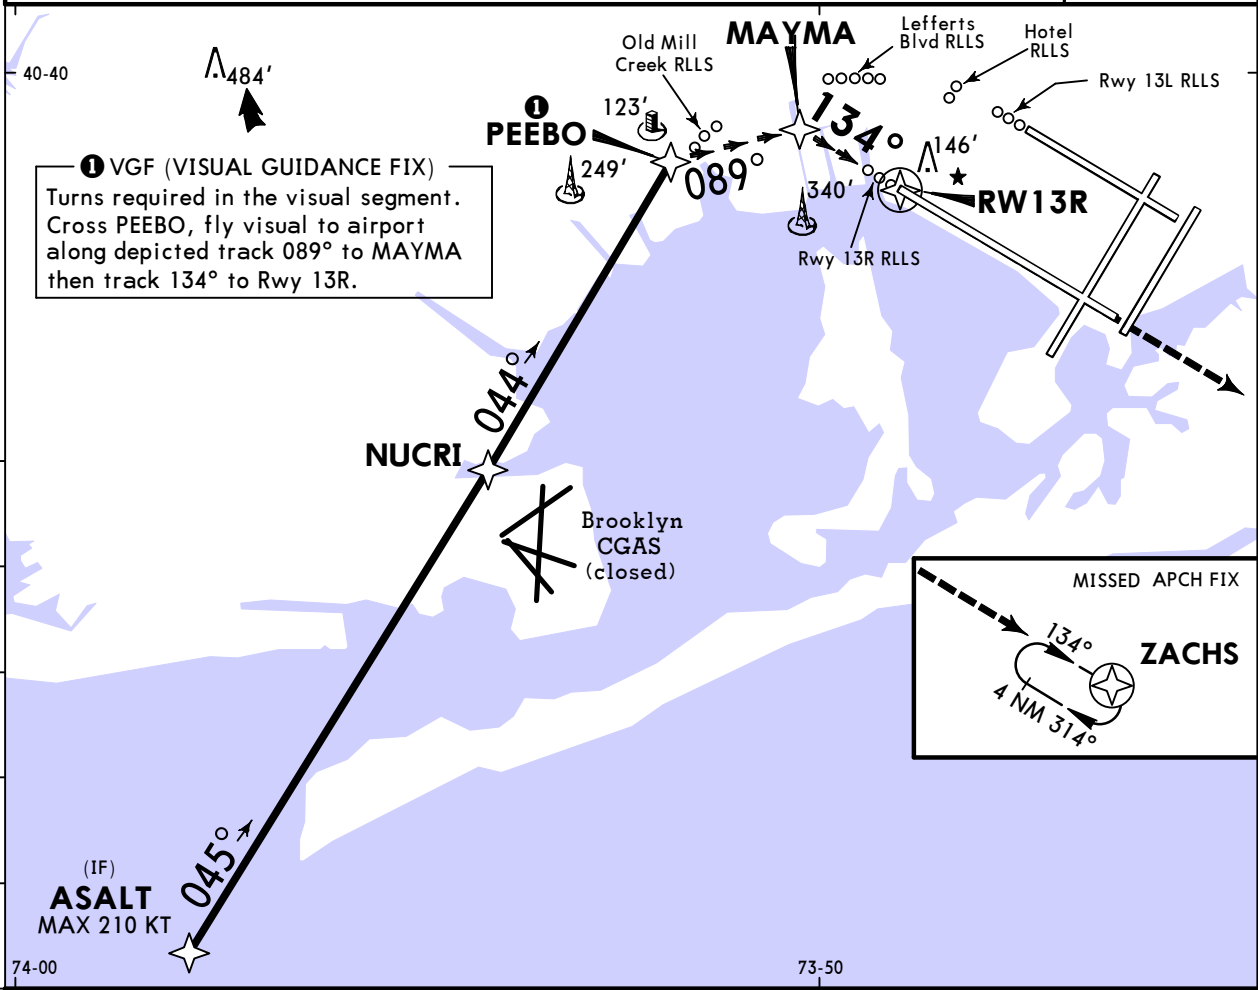 MAYMA
Lefferts
Blvd RLLS
Hotel
RLLS
Old Mill
Creek RLLS
40-40
484'
Rwy 13L RLLS
❶
PEEBO
123'
134°
146'
❶ VGF (VISUAL GUIDANCE FIX)
Turns required in the visual segment.
Cross PEEBO, fly visual to airport
along depicted track 089° to MAYMA
then track 134° to Rwy 13R.
249'
089°
340'
RW13R
Rwy 13R RLLS
044°
NUCRI
Brooklyn
CGAS
(closed)
MISSED APCH FIX
134°
ZACHS
4 NM 314°
045°
(IF)
ASALT
MAX 210 KT
74-00
73-50